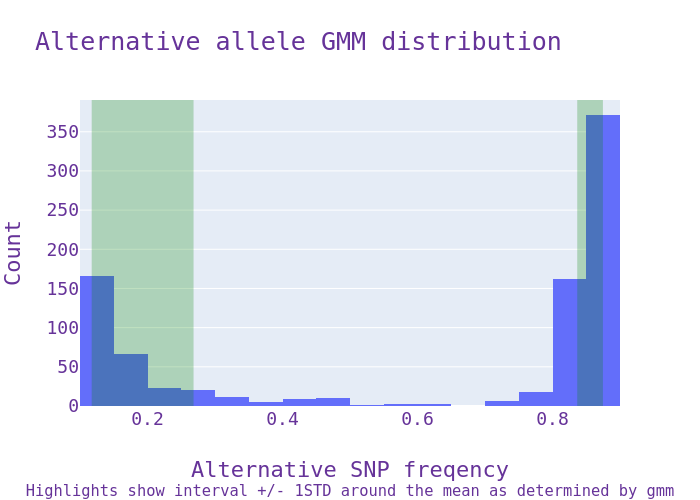 Alternative allele GMM distribution
350
300
250
200
150
100
50
0
Count
0.2 0.4 0.6 0.8
Alternative SNP freqency
Highlights show interval +/- 1STD around the mean as determined by gmm